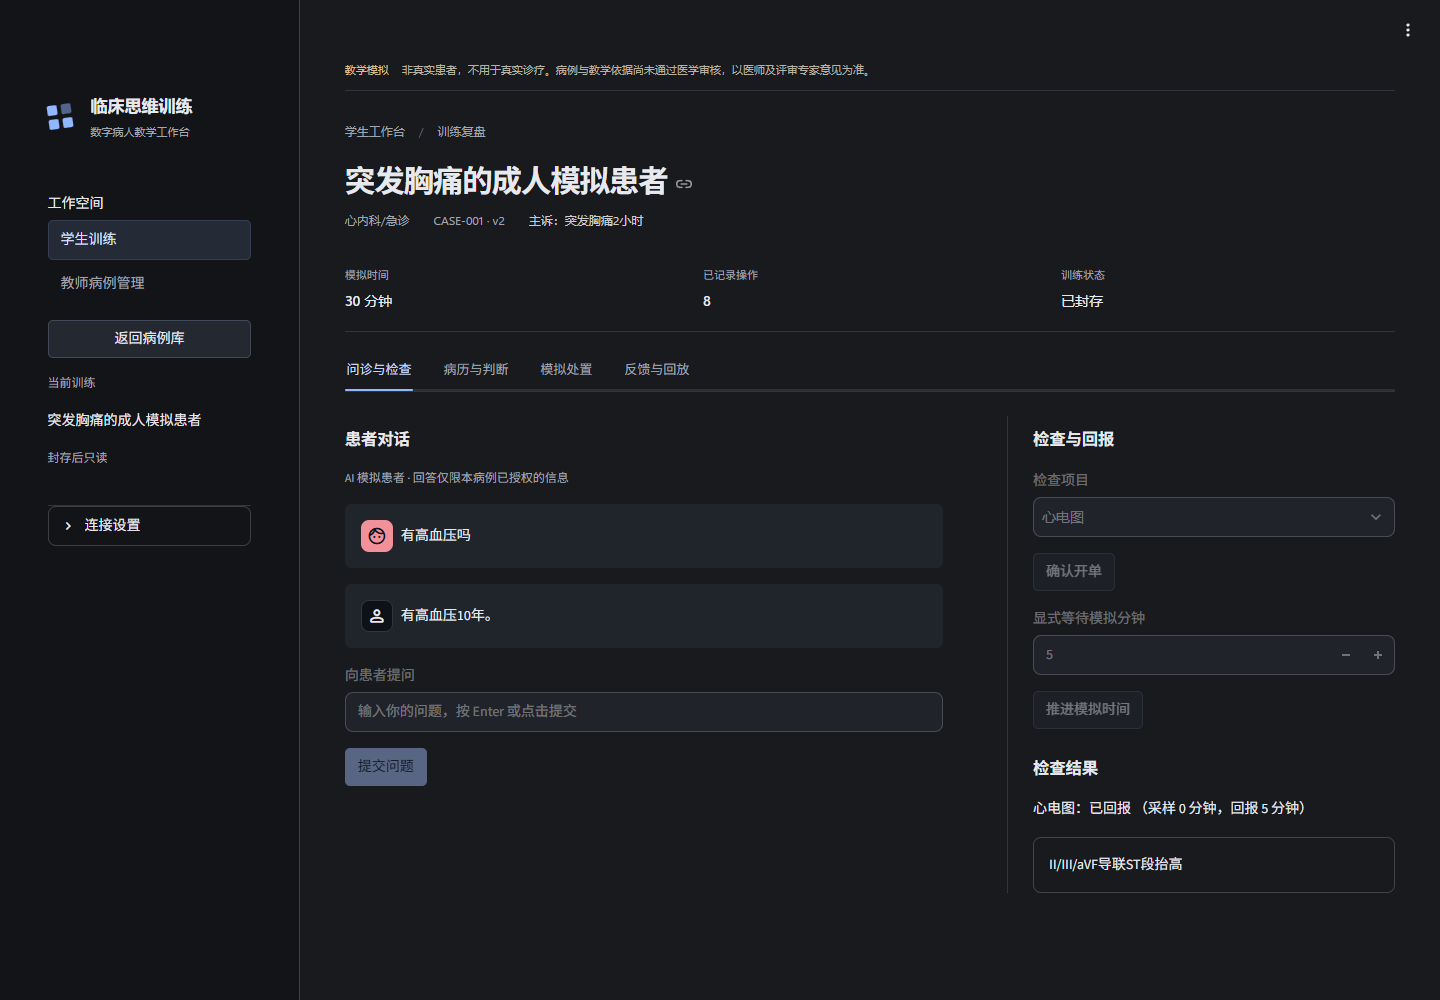 临床思维训练
数字病人教学工作台
工作空间
学生训练
教师病例管理
返回病例库
当前训练
突发胸痛的成人模拟患者
封存后只读
连接设置
教学模拟 非真实患者，不用于真实诊疗。病例与教学依据尚未通过医学审核，以医师及评审专家意见为准。
学生工作台 / 训练复盘
突发胸痛的成人模拟患者
心内科/急诊 CASE-001 · v2 主诉：突发胸痛2小时
模拟时间
30 分钟
已记录操作
8
训练状态
已封存
问诊与检查 病历与判断 模拟处置 反馈与回放
患者对话
AI 模拟患者 · 回答仅限本病例已授权的信息
有高血压吗
有高血压10年。
向患者提问
输入你的问题，按 Enter 或点击提交
提交问题
检查与回报
检查项目
心电图
确认开单
显式等待模拟分钟
5
推进模拟时间
检查结果
心电图：已回报 （采样 0 分钟，回报 5 分钟）
II/III/aVF导联ST段抬高